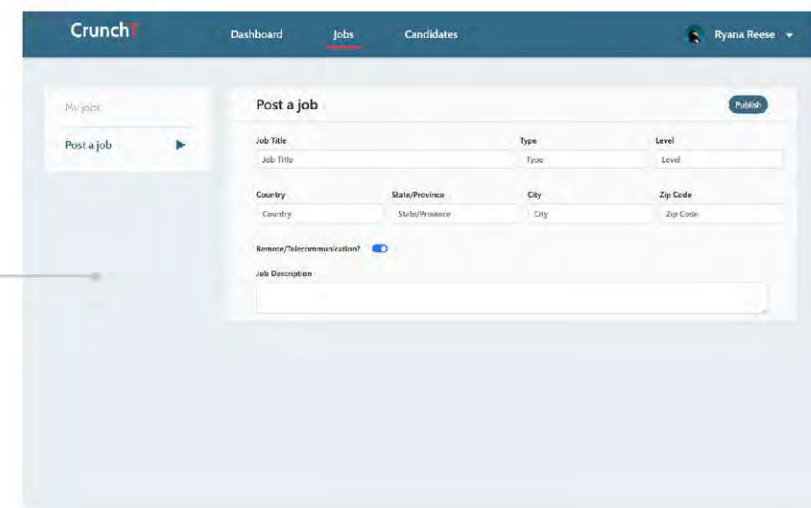 CrunchT
Dashboard Jobs Candidates Ryana Reese
My jobs
Post a job
Post a job Publish
Job Title Type Level
Job Title Type Level
Country State/Province City Zip Code
Country State/Province City Zip Code
Remote/Telecommunication?
Job Description